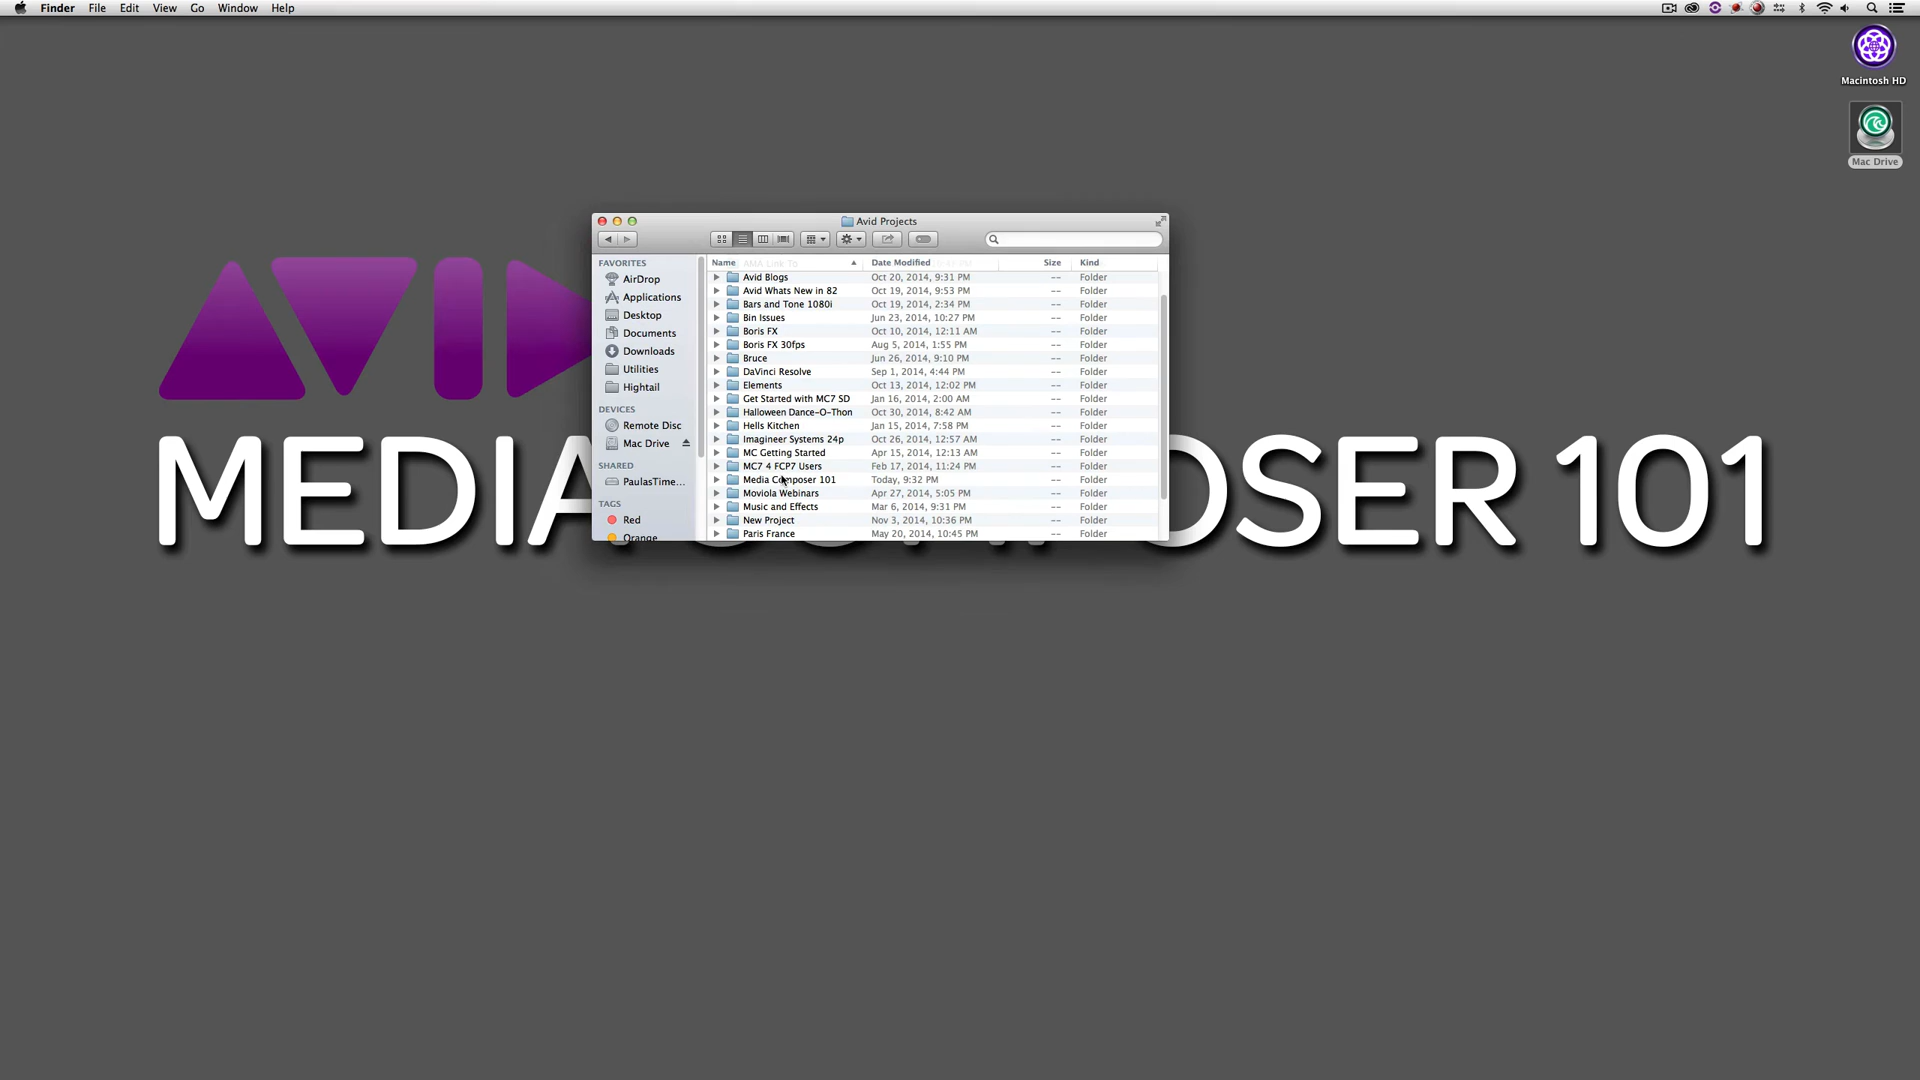 Finder File Edit View Go Window Help
Macintosh HD
Mac Drive
AVID
MEDIA
OSER 101
Avid Projects
FAVORITES
AirDrop
Applications
Desktop
Documents
Downloads
Utilities
Hightail
DEVICES
Remote Disc
Mac Drive
SHARED
PaulasTime...
TAGS
Red
Orange
Name Date Modified Size Kind
AMA Link To
Avid Blogs Oct 20, 2014, 9:31 PM -- Folder
Avid Whats New in 82 Oct 19, 2014, 9:53 PM -- Folder
Bars and Tone 1080i Oct 19, 2014, 2:34 PM -- Folder
Bin Issues Jun 23, 2014, 10:27 PM -- Folder
Boris FX Oct 10, 2014, 12:11 AM -- Folder
Boris FX 30fps Aug 5, 2014, 1:55 PM -- Folder
Bruce Jun 26, 2014, 9:10 PM -- Folder
DaVinci Resolve Sep 1, 2014, 4:44 PM -- Folder
Elements Oct 13, 2014, 12:02 PM -- Folder
Get Started with MC7 SD Jan 16, 2014, 2:00 AM -- Folder
Halloween Dance-O-Thon Oct 30, 2014, 8:42 AM -- Folder
Hells Kitchen Jan 15, 2014, 7:58 PM -- Folder
Imagineer Systems 24p Oct 26, 2014, 12:57 AM -- Folder
MC Getting Started Apr 15, 2014, 12:13 AM -- Folder
MC7 4 FCP7 Users Feb 17, 2014, 11:24 PM -- Folder
Media Composer 101 Today, 9:32 PM -- Folder
Moviola Webinars Apr 27, 2014, 5:05 PM -- Folder
Music and Effects Mar 6, 2014, 9:31 PM -- Folder
New Project Nov 3, 2014, 10:36 PM -- Folder
Paris France May 20, 2014, 10:45 PM -- Folder